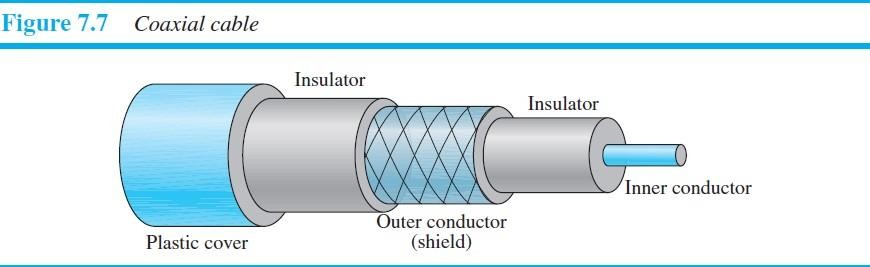 Figure 7.7 Coaxial cable
Insulator
Insulator
Inner conductor
Outer conductor
(shield)
Plastic cover